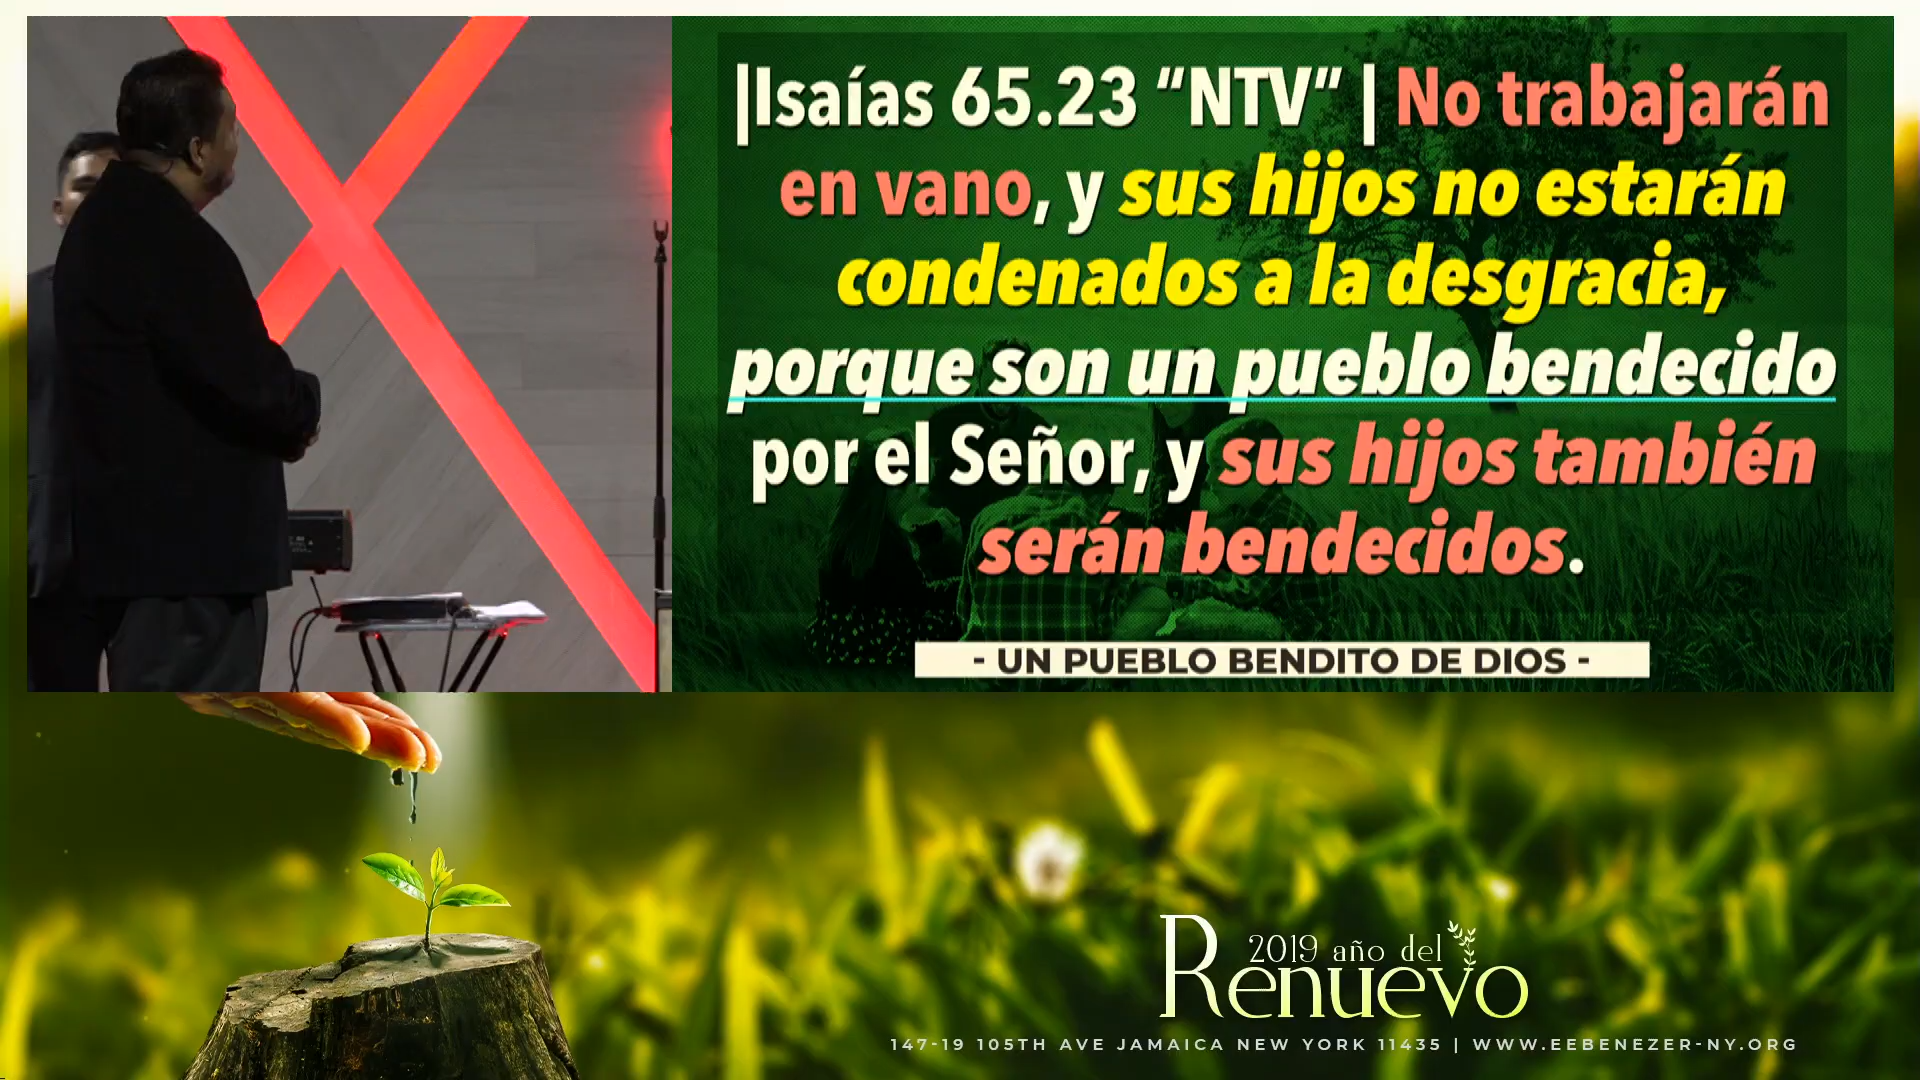 |Isaías 65.23 “NTV” | No trabajarán
en vano, y sus hijos no estarán
condenados a la desgracia,
porque son un pueblo bendecido
por el Señor, y sus hijos también
serán bendecidos.
- UN PUEBLO BENDITO DE DIOS -
2019 año del
Renuevo
147-19 105TH AVE JAMAICA NEW YORK 11435 | WWW.EEBENEZER-NY.ORG